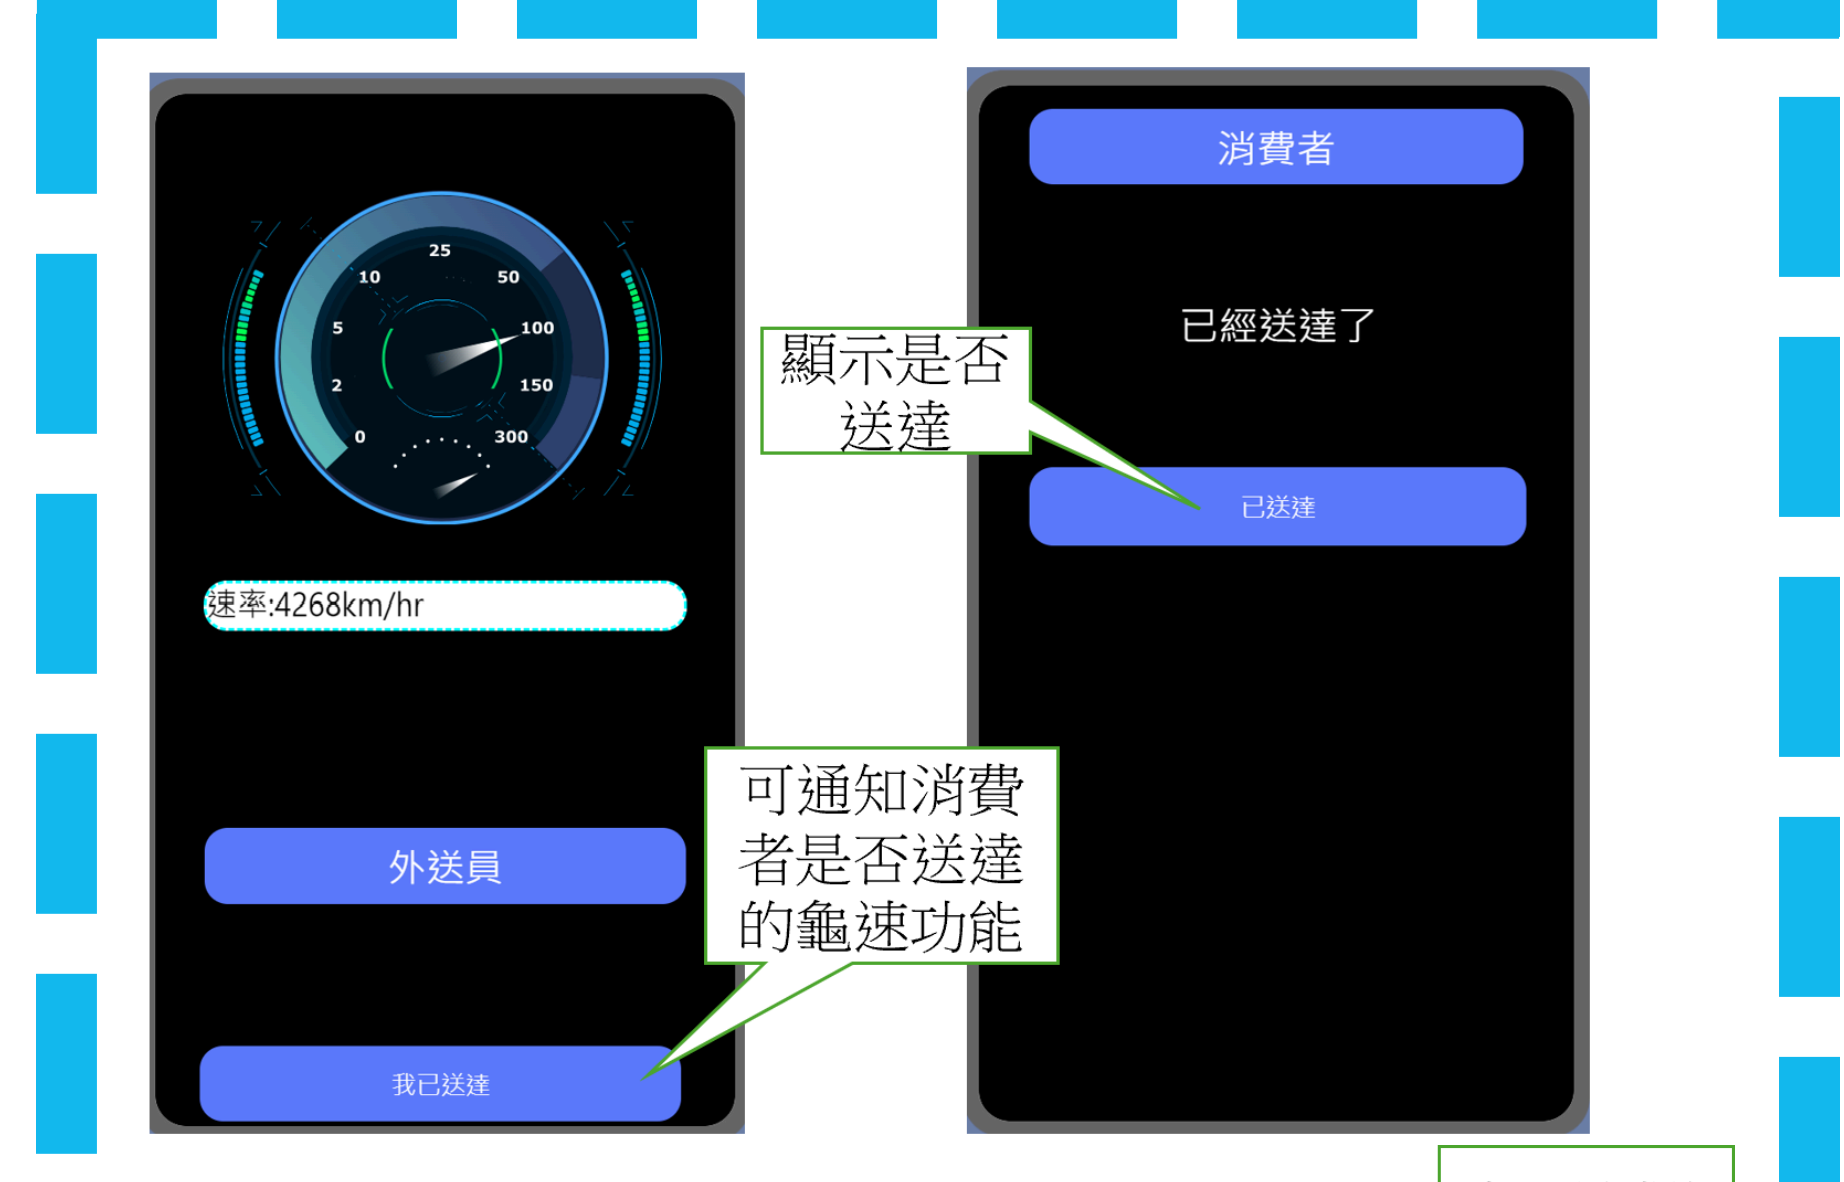 25
10
50
5
100
2
150
0
300
速率:4268km/hr
外送員
我已送達
顯示是否
送達
可通知消費
者是否送達
的龜速功能
消費者
已經送達了
已送達